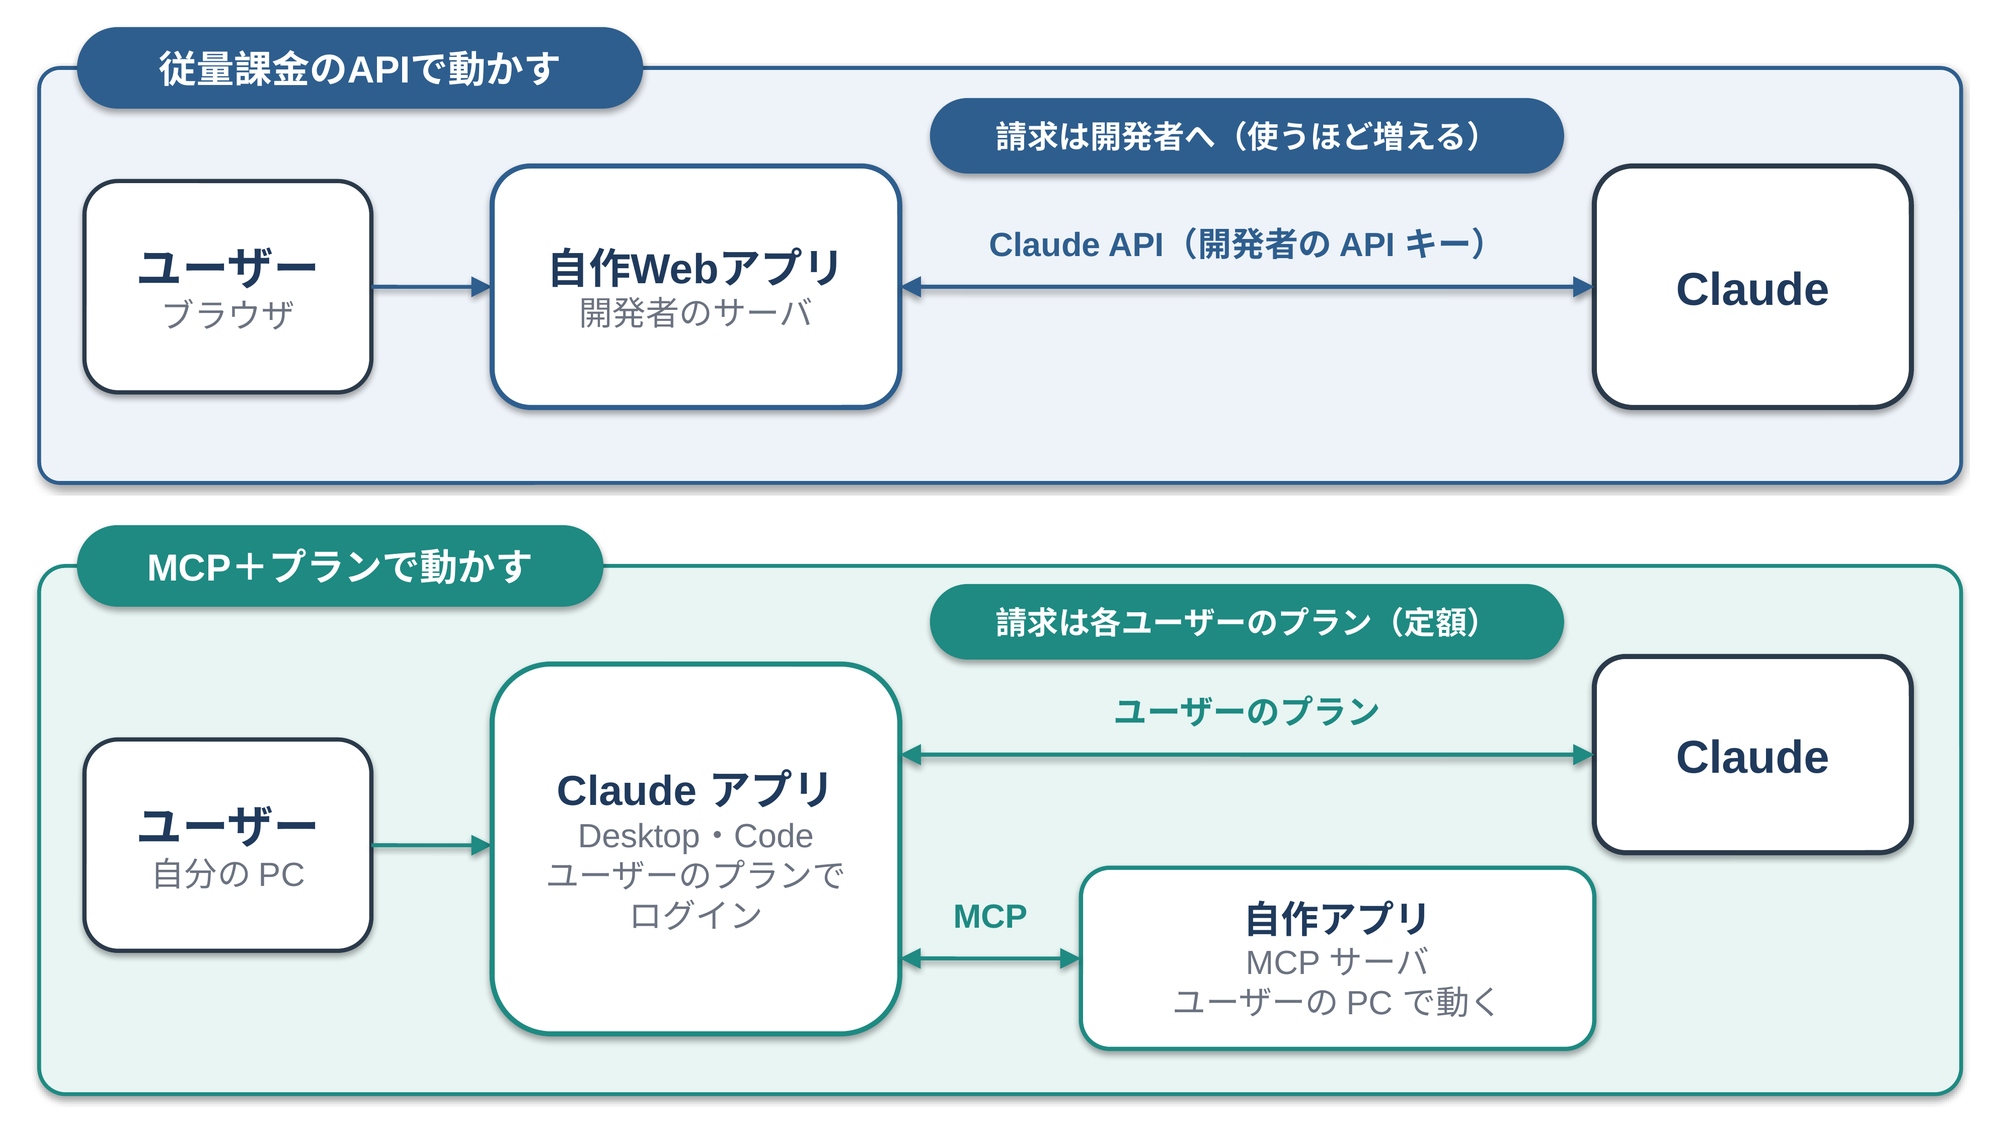 従量課金のAPIで動かす
請求は開発者へ（使うほど増える）
ユーザー
ブラウザ
自作Webアプリ
開発者のサーバ
Claude API（開発者の API キー）
Claude
MCP＋プランで動かす
請求は各ユーザーのプラン（定額）
ユーザー
自分の PC
Claude アプリ
Desktop・Code
ユーザーのプランで
ログイン
ユーザーのプラン
Claude
MCP
自作アプリ
MCP サーバ
ユーザーの PC で動く